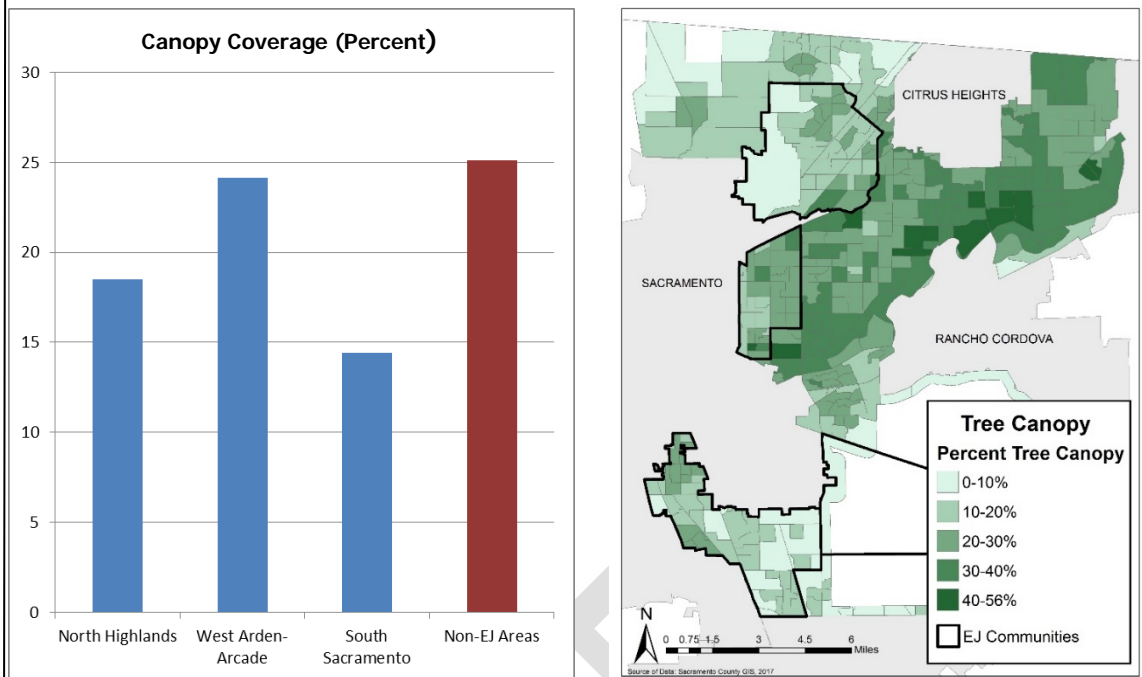 Canopy Coverage (Percent)
30
25
20
15
10
5
0
North Highlands
West Arden-
Arcade
South
Sacramento
Non-EJ Areas
CITRUS HEIGHTS
SACRAMENTO
RANCHO CORDOVA
Tree Canopy
Percent Tree Canopy
0-10%
10-20%
20-30%
30-40%
40-56%
EJ Communities
N
0 0.75 1.5 3 4.5 6
Miles
Source of Data: Sacramento County GIS, 2017